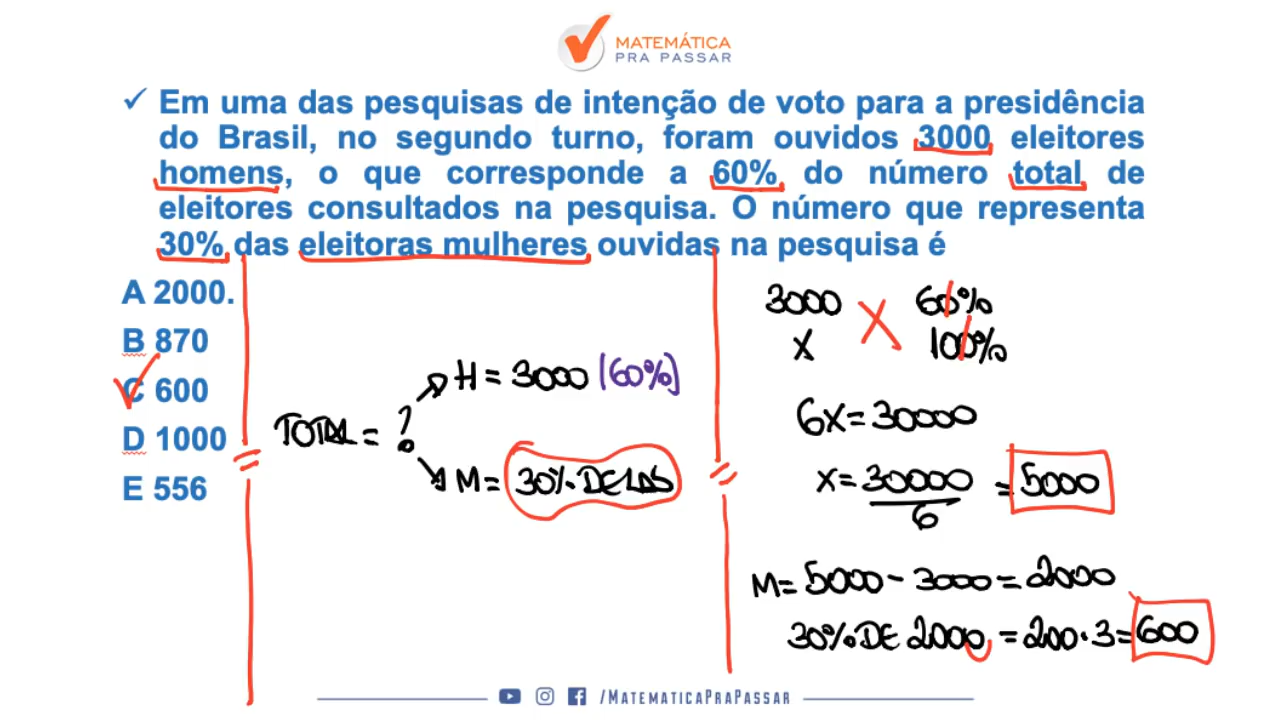 MATEMÁTICA
PRA PASSAR
✓ Em uma das pesquisas de intenção de voto para a presidência
do Brasil, no segundo turno, foram ouvidos 3000 eleitores
homens, o que corresponde a 60% do número total de
eleitores consultados na pesquisa. O número que representa
30% das eleitoras mulheres ouvidas na pesquisa é
A 2000.
B 870
C 600
D 1000
E 556
TOTAL = ?
H = 3000 (60%)
M = 30% DELAS
3000 60%
X 100%
6X = 30000
X = 30000 = 5000
6
M = 5000 - 3000 = 2000
30% DE 2000 = 200 · 3 = 600
/MATEMATICAPRAPASSAR